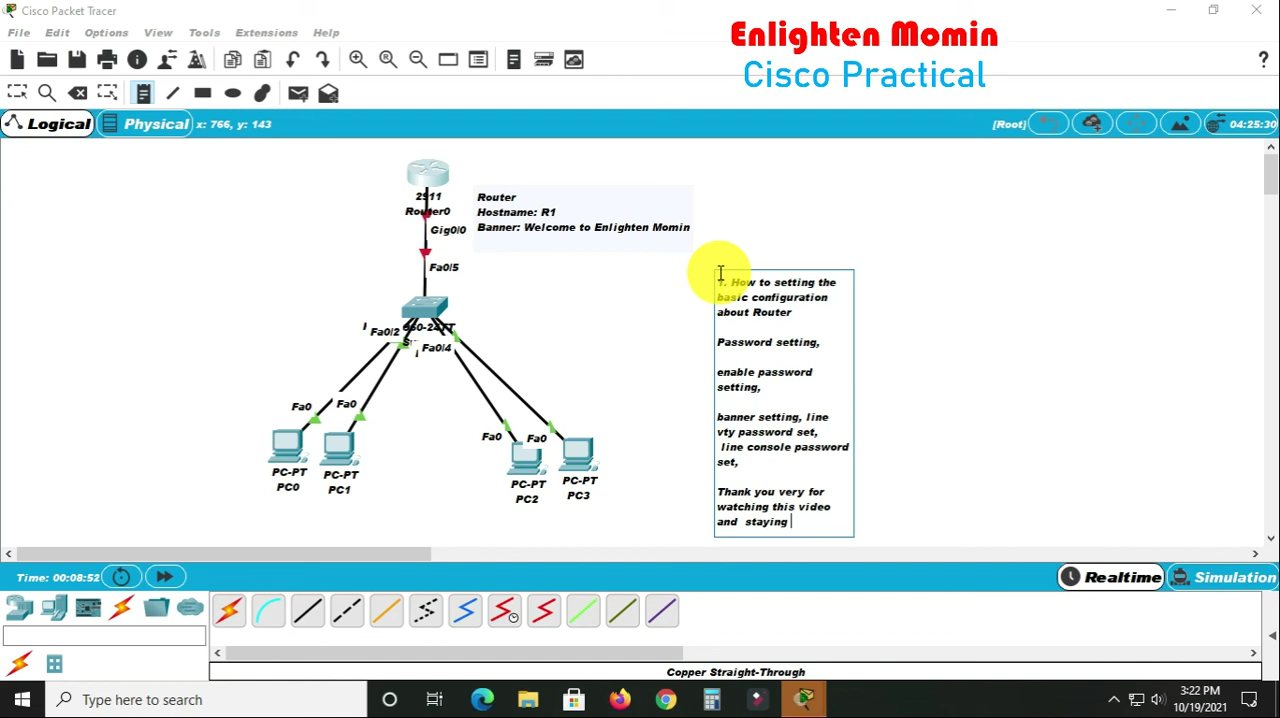 Cisco Packet Tracer
Enlighten Momin
Cisco Practical
File Edit Options View Tools Extensions Help
Logical Physical x: 766, y: 143 [Root] 04:25:30
2911
Router0
Gig0/0
Fa0/5
Router
Hostname: R1
Banner: Welcome to Enlighten Momin
Fa0/2
Fa0/4
Fa0 Fa0
Fa0 Fa0
PC-PT
PC0
PC-PT
PC1
PC-PT
PC2
PC-PT
PC3
1. How to setting the
basic configuration
about Router
Password setting,
enable password
setting,
banner setting, line
vty password set,
line console password
set,
Thank you very for
watching this video
and staying
Time: 00:08:52 Realtime Simulation
Copper Straight-Through
Type here to search
3:22 PM
10/19/2021